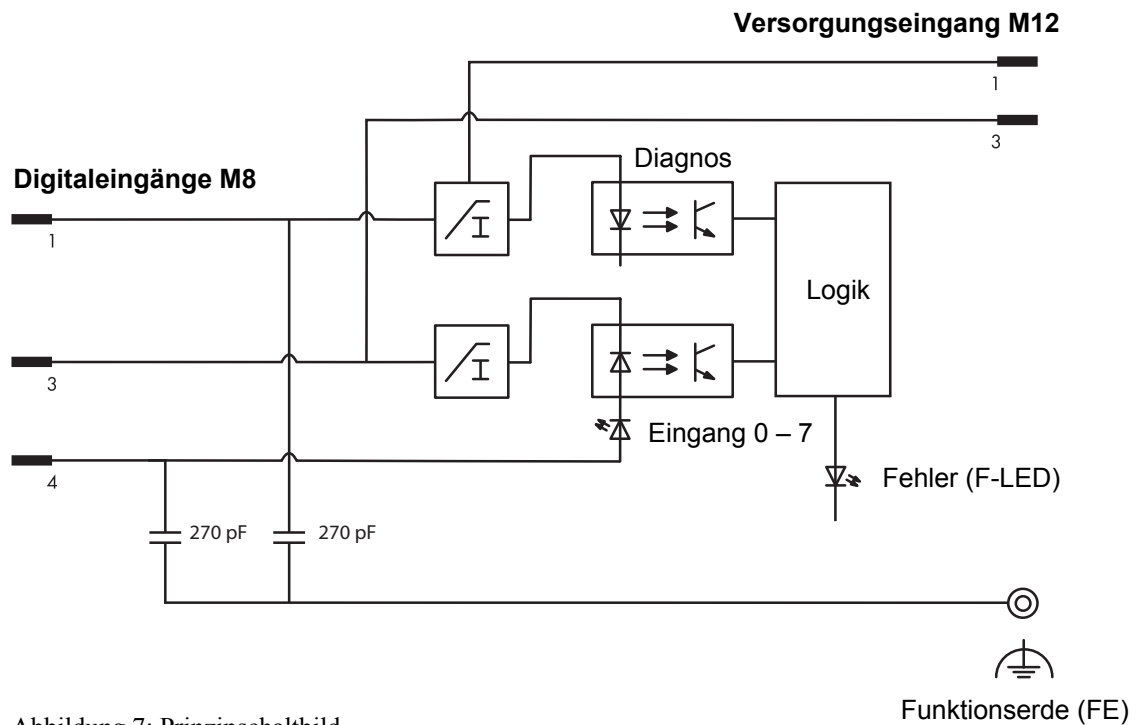 Versorgungseingang M12
1
3
Diagnos
Digitaleingänge M8
1
I
Logik
3
I
Eingang 0 – 7
4
Fehler (F-LED)
270 pF
270 pF
Funktionserde (FE)
Abbildung 7: Prinzipschaltbild